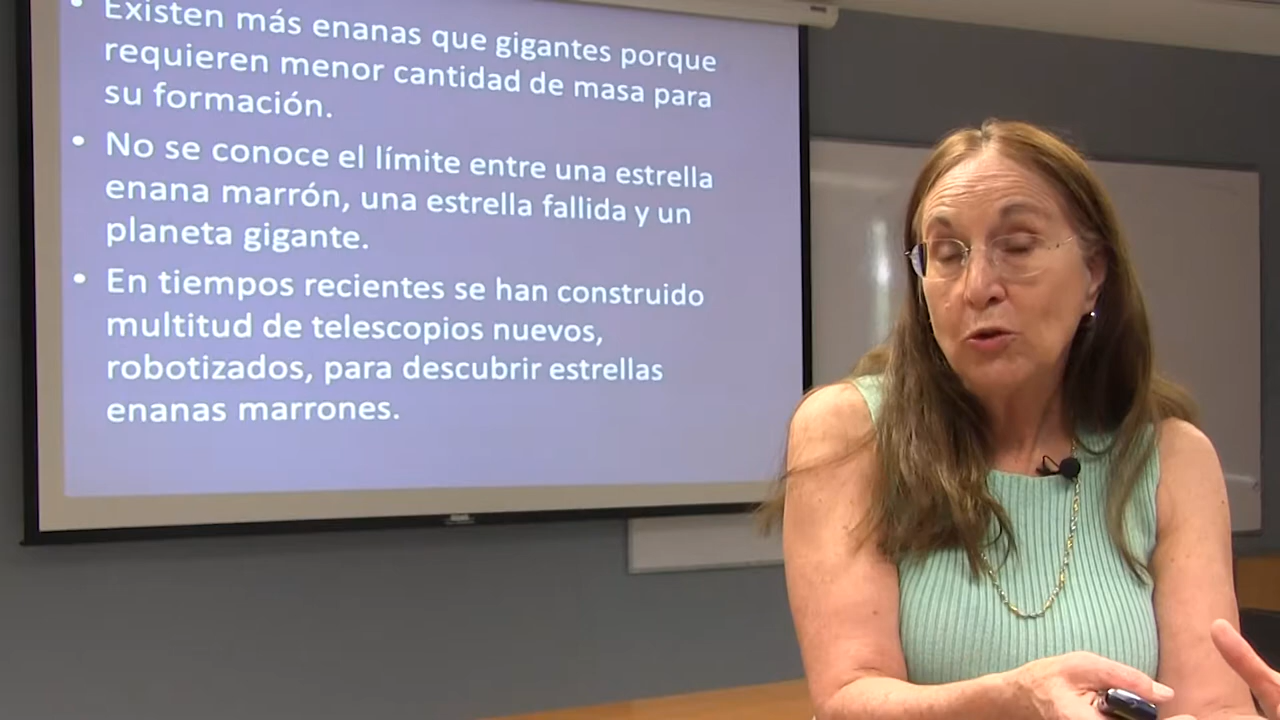 • Existen más enanas que gigantes porque
requieren menor cantidad de masa para
su formación.
• No se conoce el límite entre una estrella
enana marrón, una estrella fallida y un
planeta gigante.
• En tiempos recientes se han construido
multitud de telescopios nuevos,
robotizados, para descubrir estrellas
enanas marrones.